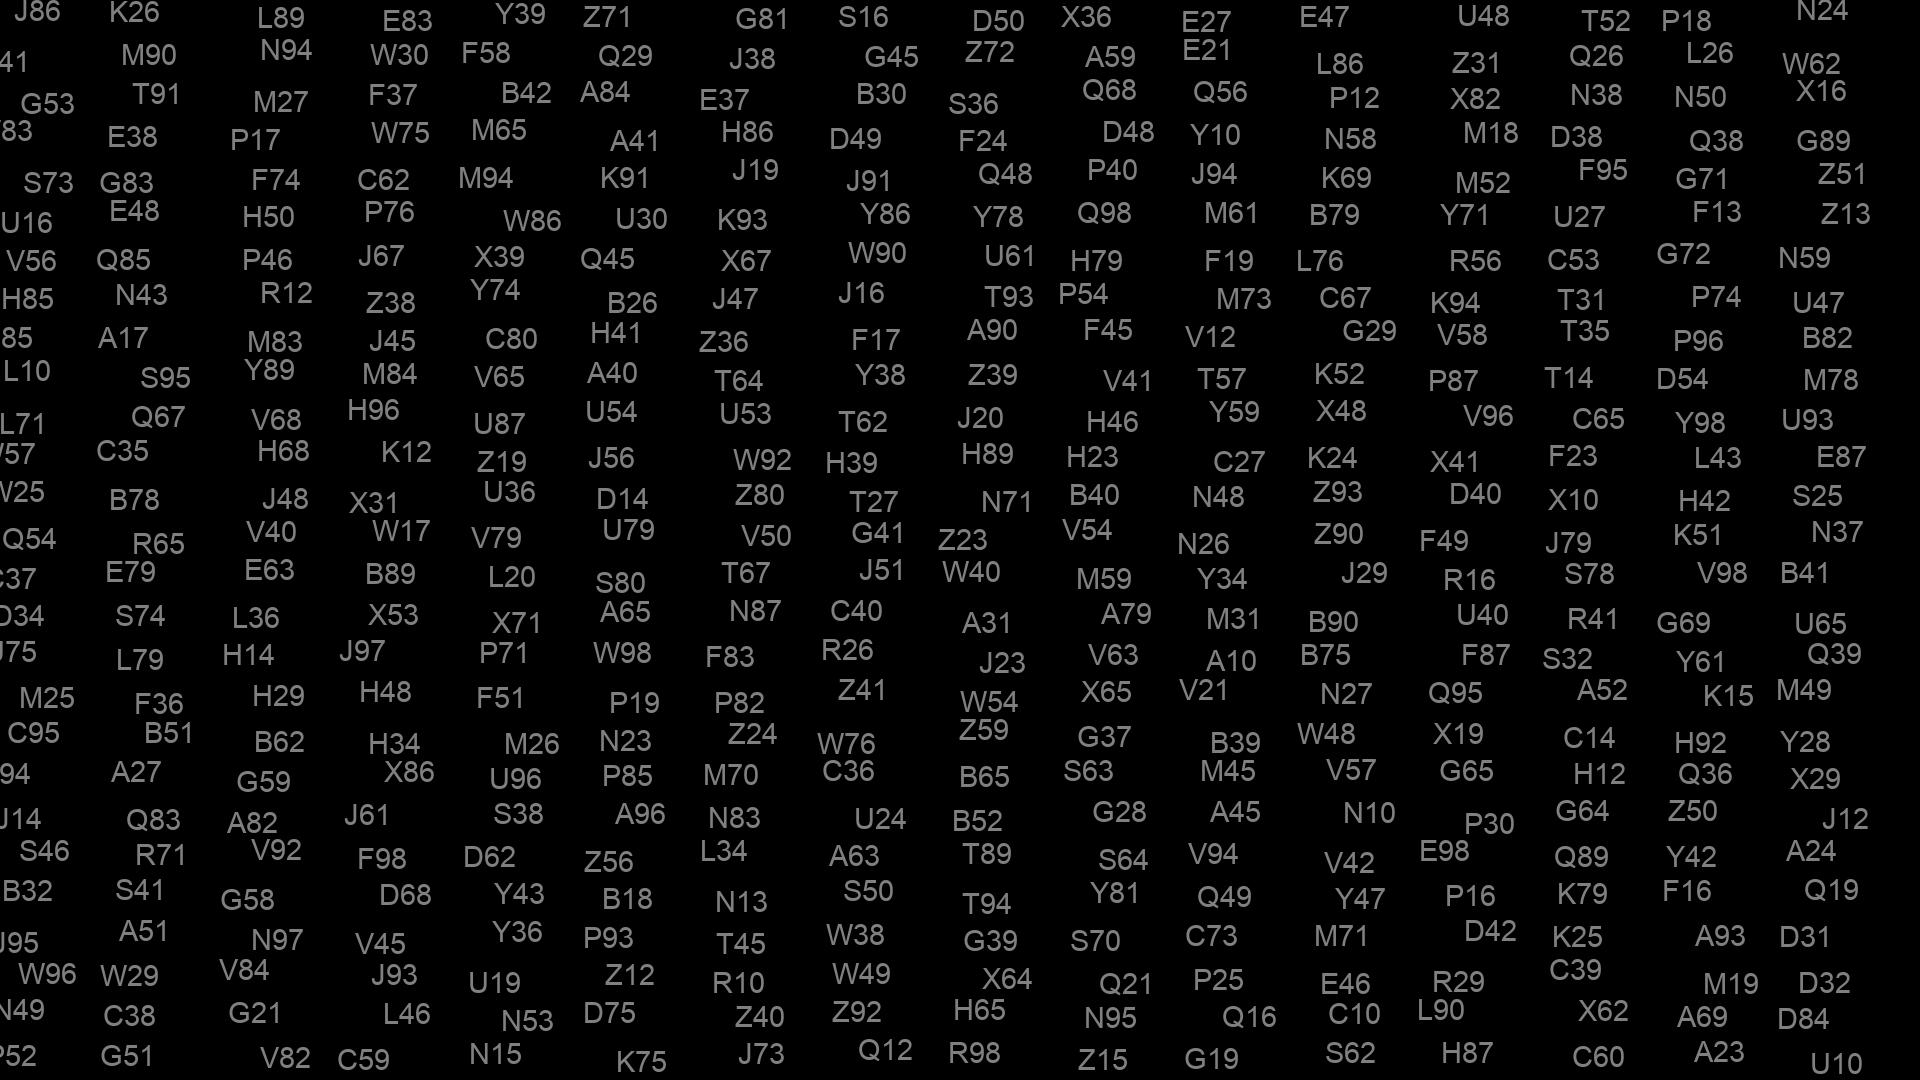 J86 K26 L89 E83 Y39 Z71 G81 S16 D50 X36 E27 E47 U48 T52 P18 N24
M90 N94 W30 F58 Q29 J38 G45 Z72 A59 E21 L86 Z31 Q26 L26 W62
G53 T91 M27 F37 B42 A84 E37 B30 S36 Q68 Q56 P12 X82 N38 N50 X16
E38 P17 W75 M65 A41 H86 D49 F24 D48 Y10 N58 M18 D38 Q38 G89
S73 G83 F74 C62 M94 K91 J19 J91 Q48 P40 J94 K69 M52 F95 G71 Z51
U16 E48 H50 P76 W86 U30 K93 Y86 Y78 Q98 M61 B79 Y71 U27 F13 Z13
V56 Q85 P46 J67 X39 Q45 X67 W90 U61 H79 F19 L76 R56 C53 G72 N59
H85 N43 R12 Z38 Y74 B26 J47 J16 T93 P54 M73 C67 K94 T31 P74 U47
A17 M83 J45 C80 H41 Z36 F17 A90 F45 V12 G29 V58 T35 P96 B82
L10 S95 Y89 M84 V65 A40 T64 Y38 Z39 V41 T57 K52 P87 T14 D54 M78
L71 Q67 V68 H96 U87 U54 U53 T62 J20 H46 Y59 X48 V96 C65 Y98 U93
C35 H68 K12 Z19 J56 W92 H39 H89 H23 C27 K24 X41 F23 L43 E87
W25 B78 J48 X31 U36 D14 Z80 T27 N71 B40 N48 Z93 D40 X10 H42 S25
Q54 R65 V40 W17 V79 U79 V50 G41 Z23 V54 N26 Z90 F49 J79 K51 N37
C37 E79 E63 B89 L20 S80 T67 J51 W40 M59 Y34 J29 R16 S78 V98 B41
D34 S74 L36 X53 X71 A65 N87 C40 A31 A79 M31 B90 U40 R41 G69 U65
L79 H14 J97 P71 W98 F83 R26 J23 V63 A10 B75 F87 S32 Y61 Q39
M25 F36 H29 H48 F51 P19 P82 Z41 W54 X65 V21 N27 Q95 A52 K15 M49
C95 B51 B62 H34 M26 N23 Z24 W76 Z59 G37 B39 W48 X19 C14 H92 Y28
A27 G59 X86 U96 P85 M70 C36 B65 S63 M45 V57 G65 H12 Q36 X29
J14 Q83 A82 J61 S38 A96 N83 U24 B52 G28 A45 N10 P30 G64 Z50 J12
S46 R71 V92 F98 D62 Z56 L34 A63 T89 S64 V94 V42 E98 Q89 Y42 A24
B32 S41 G58 D68 Y43 B18 N13 S50 T94 Y81 Q49 Y47 P16 K79 F16 Q19
A51 N97 V45 Y36 P93 T45 W38 G39 S70 C73 M71 D42 K25 A93 D31
W96 W29 V84 J93 U19 Z12 R10 W49 X64 Q21 P25 E46 R29 C39 M19 D32
N49 C38 G21 L46 N53 D75 Z40 Z92 H65 N95 Q16 C10 L90 X62 A69 D84
P52 G51 V82 C59 N15 K75 J73 Q12 R98 Z15 G19 S62 H87 C60 A23 U10